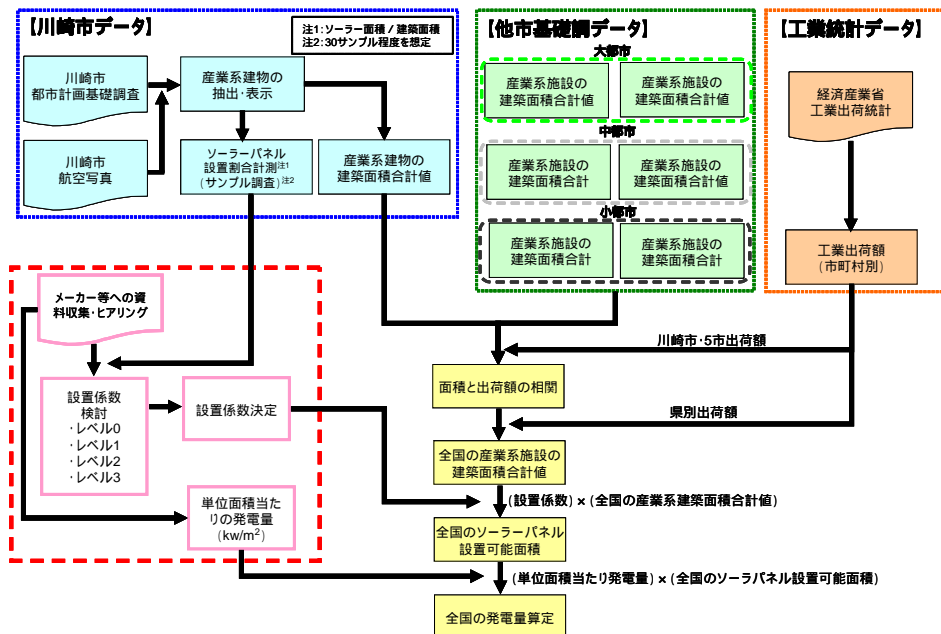 【川崎市データ】
注1:ソーラー面積 / 建築面積
注2:30サンプル程度を想定
川崎市
都市計画基礎調査
産業系建物の
抽出・表示
川崎市
航空写真
ソーラーパネル
設置割合計測注1
(サンプル調査)注2
産業系建物の
建築面積合計値
【他市基礎調データ】
大都市
産業系施設の
建築面積合計値
産業系施設の
建築面積合計値
中都市
産業系施設の
建築面積合計
産業系施設の
建築面積合計値
小都市
産業系施設の
建築面積合計
産業系施設の
建築面積合計
【工業統計データ】
経済産業省
工業出荷統計
工業出荷額
(市町村別)
メーカー等への資
料収集・ヒアリング
設置係数
検討
・レベル0
・レベル1
・レベル2
・レベル3
設置係数決定
単位面積当た
りの発電量
(kw/m²)
川崎市・5市出荷額
面積と出荷額の相関
県別出荷額
全国の産業系施設の
建築面積合計値
(設置係数)×(全国の産業系建築面積合計値)
全国のソーラーパネル
設置可能面積
(単位面積当たり発電量)×(全国のソーラパネル設置可能面積)
全国の発電量算定